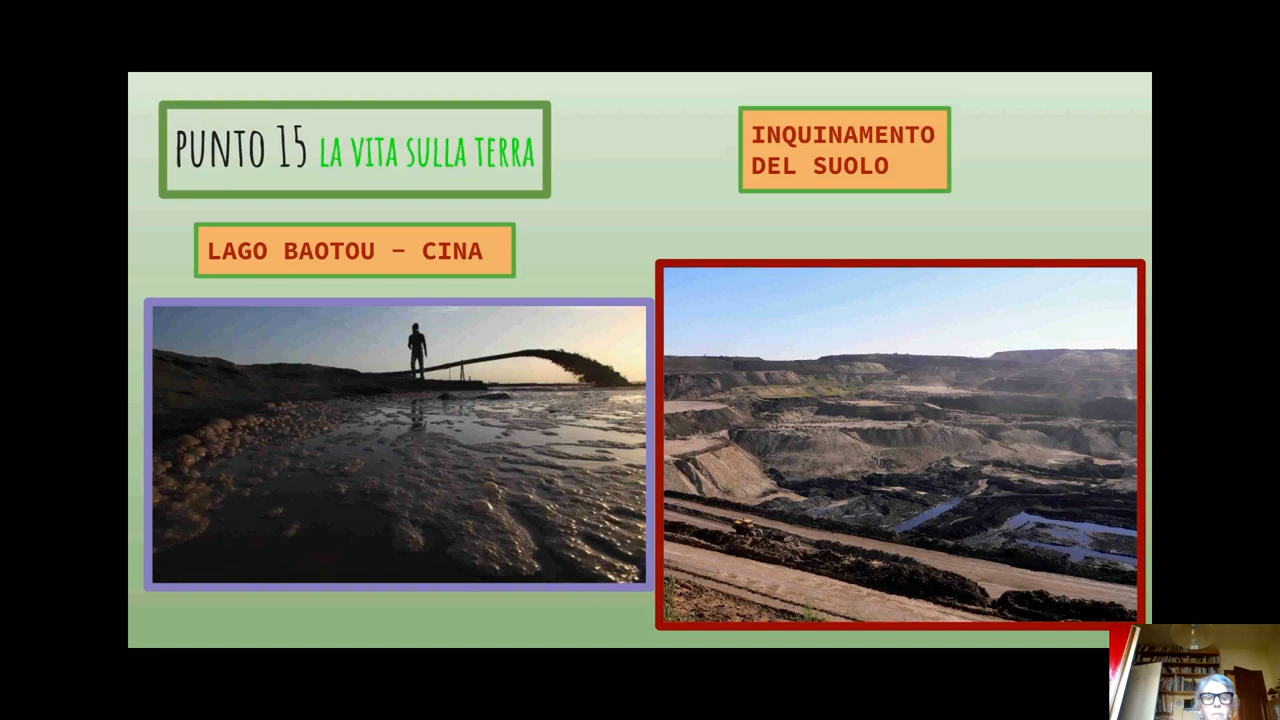 PUNTO 15 LA VITA SULLA TERRA
INQUINAMENTO
DEL SUOLO
LAGO BAOTOU - CINA